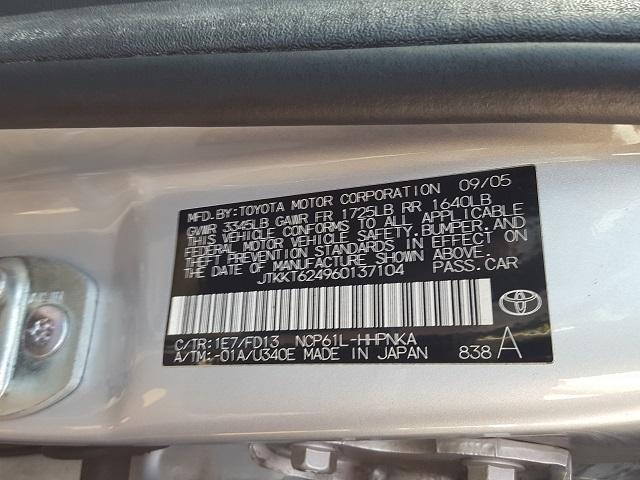 MFD. BY: TOYOTA MOTOR CORPORATION 09/05
GVWR 3345LB GAWR FR 1725LB RR 1640LB
THIS VEHICLE CONFORMS TO ALL APPLICABLE
FEDERAL MOTOR VEHICLE SAFETY, BUMPER, AND
THEFT PREVENTION STANDARDS IN EFFECT ON
THE DATE OF MANUFACTURE SHOWN ABOVE.
JTKKT624960137104 PASS. CAR
C/TR: 1E7/FD13 NCP61L-HHPNKA
A/TM: -01A/U340E MADE IN JAPAN 838 A